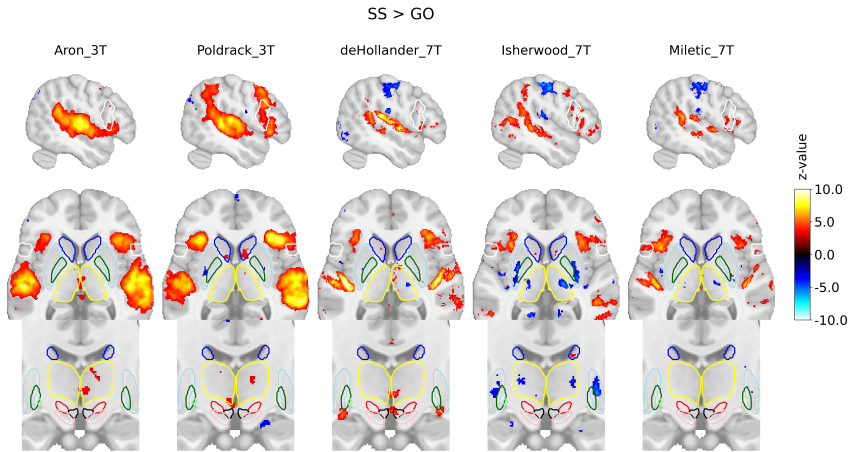 SS > GO
Aron_3T
Poldrack_3T
deHollander_7T
Isherwood_7T
Miletic_7T
z-value
10.0
5.0
0.0
-5.0
-10.0